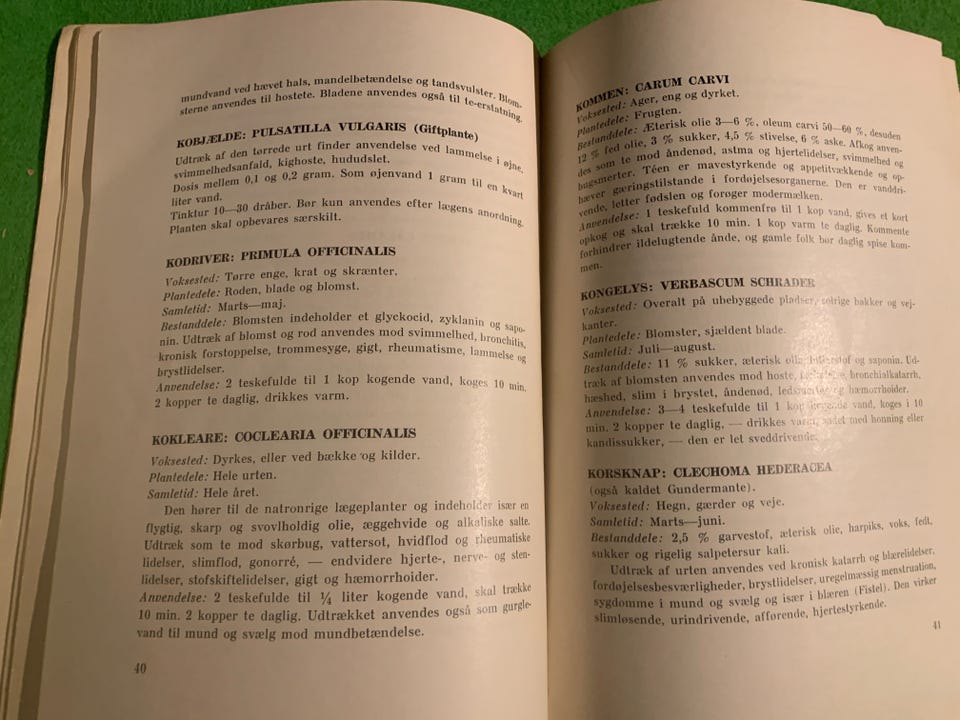 mundvand ved hævet hals, mandelbetændelse og tandsvulster. Blom-
sterne anvendes til hostete. Bladene anvendes også til te-erstatning.
KOBJÆLDE: PULSATILLA VULGARIS (Giftplante)
Udtræk af den tørrede urt finder anvendelse ved lammelse i øjne,
svimmelhedsanfald, kighoste, hududslet.
Dosis mellem 0,1 og 0,2 gram. Som øjenvand 1 gram til en kvart
liter vand.
Tinktur 10—30 dråber. Bør kun anvendes efter lægens anordning.
Planten skal opbevares særskilt.
KODRIVER: PRIMULA OFFICINALIS
Voksested: Tørre enge, krat og skrænter.
Plantedele: Roden, blade og blomst.
Samletid: Marts—maj.
Bestanddele: Blomsten indeholder et glykocid, zyklanin og sapo-
nin. Udtræk af blomst og rod anvendes mod svimmelhed, bronchitis,
kronisk forstoppelse, trommesyge, gigt, rheumatisme, lammelse og
brystlidelser.
Anvendelse: 2 teskefulde til 1 kop kogende vand, koges 10 min.
2 kopper te daglig, drikkes varm.
KOKLEARE: COCLEARIA OFFICINALIS
Voksested: Dyrkes, eller ved bække og kilder.
Plantedele: Hele urten.
Samletid: Hele året.
Den hører til de natronrige lægeplanter og indeholder især en
flygtig, skarp og svovlholdig olie, æggehvide og alkaliske salte.
Udtræk som te mod skørbug, vattersot, hvidflod og rheumatiske
lidelser, slimflod, gonorré, — endvidere hjerte-, nerve- og sten-
lidelser, stofskiftelidelser, gigt og hæmorrhoider.
Anvendelse: 2 teskefulde til ¼ liter kogende vand, skal trække
10 min. 2 kopper te daglig. Udtrækket anvendes også som gurgle-
vand til mund og svælg mod mundbetændelse.
40
KOMMEN: CARUM CARVI
Voksested: Ager, eng og dyrket.
Plantedele: Frugten.
Bestanddele: Æterisk olie 3—6 %, oleum carvi 50—60 %, desuden
12 % fed olie, 3 % sukker, 4,5 % stivelse, 6 % aske. Afkog anven-
des som te mod åndenød, astma og hjertelidelser, svimmelhed og
bugsmerter. Téen er mavestyrkende og appetitvækkende og op-
hæver gæringstilstande i fordøjelsesorganerne. Den er vanddri-
vende, letter fødslen og forøger modermælken.
Anvendelse: 1 teskefuld kommenfrø til 1 kop vand, gives et kort
opkog og skal trække 10 min. 1 kop varm te daglig. Kommente
forhindrer ildelugtende ånde, og gamle folk bør daglig spise kom-
men.
KONGELYS: VERBASCUM SCHRADER
Voksested: Overalt på ubebyggede pladser, solrige bakker og vej-
kanter.
Plantedele: Blomster, sjældent blade.
Samletid: Juli—august.
Bestanddele: 11 % sukker, æterisk olie, bitterstof og saponia. Ud-
træk af blomsten anvendes mod hoste, bronchialkatarrh,
hæshed, slim i brystet, åndenød, ledsmerter og hæmorrhoider.
Anvendelse: 3—4 teskefulde til 1 kop kogende vand, koges i 10
min. 2 kopper te daglig, — drikkes varm, sødet med honning eller
kandissukker, — den er let sveddrivende.
KORSKNAP: CLECHOMA HEDERACEA
(også kaldet Gundermante).
Voksested: Hegn, gærder og veje.
Samletid: Marts—juni.
Bestanddele: 2,5 % garvestof, æterisk olie, harpiks, voks, fedt,
sukker og rigelig salpetersur kali.
Udtræk af urten anvendes ved kronisk katarrh og blærelidelser,
fordøjelsesbesværligheder, brystlidelser, uregelmæssig menstruation,
sygdomme i mund og svælg og især i blæren (Fistel). Den virker
slimløsende, urindrivende, afførende, hjertestyrkende.
41